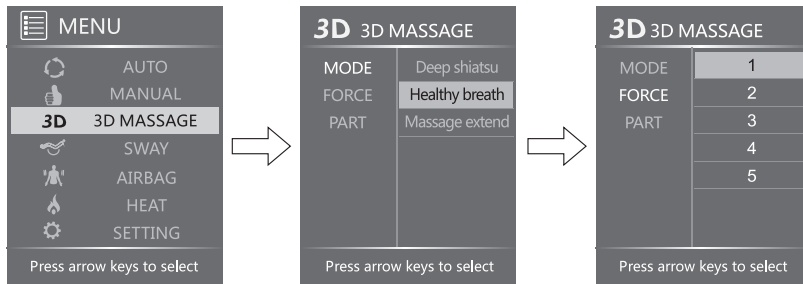 MENU
AUTO
MANUAL
3D 3D MASSAGE
SWAY
AIRBAG
HEAT
SETTING
Press arrow keys to select
3D 3D MASSAGE
MODE Deep shiatsu
FORCE Healthy breath
PART Massage extend
Press arrow keys to select
3D 3D MASSAGE
MODE 1
FORCE 2
PART 3
4
5
Press arrow keys to select